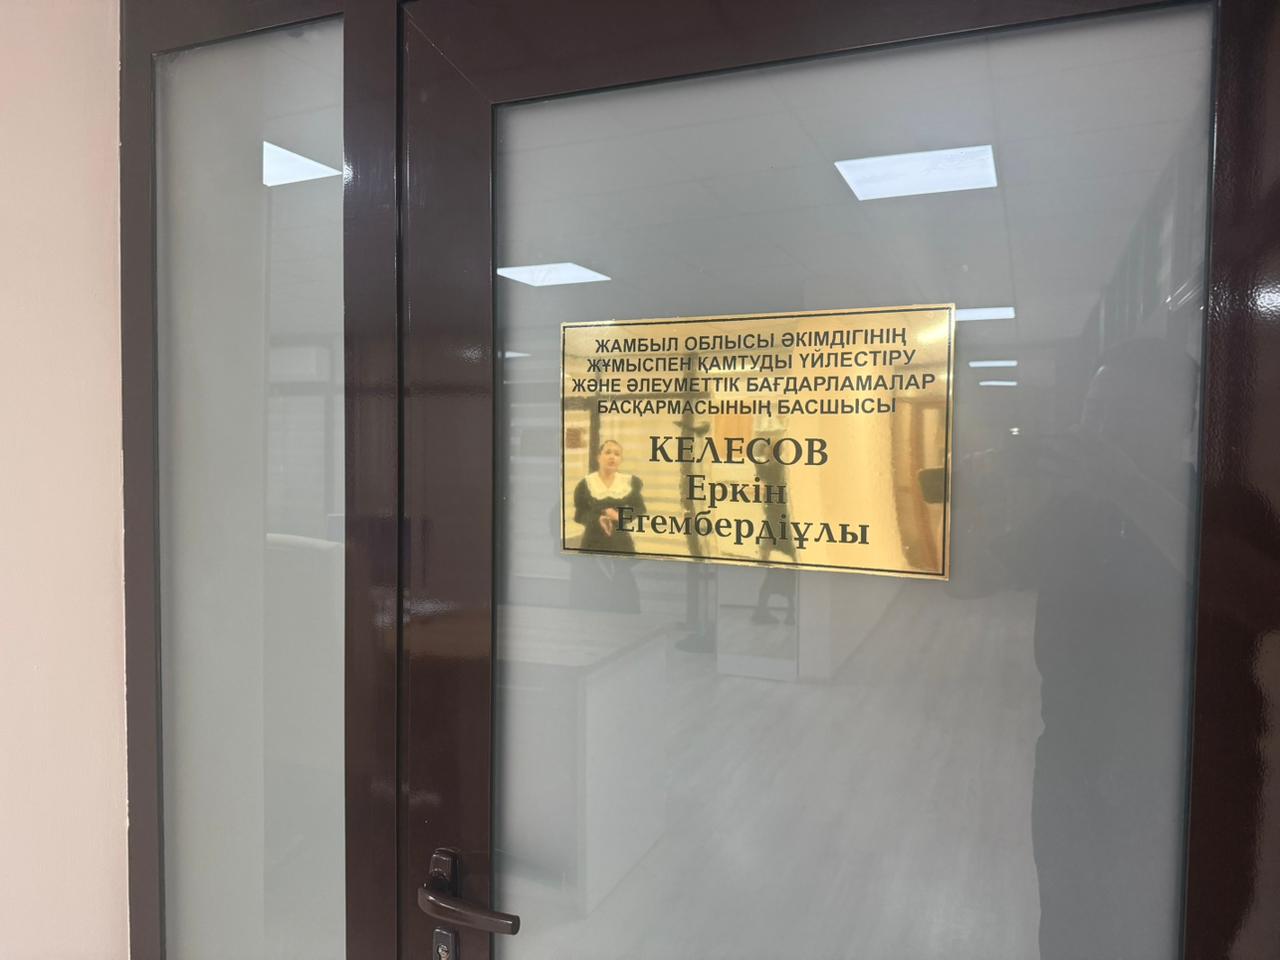 ЖАМБЫЛ ОБЛЫСЫ ӘКІМДІГІНІҢ
ЖҰМЫСПЕН ҚАМТУДЫ ҮЙЛЕСТІРУ
ЖӘНЕ ӘЛЕУМЕТТІК БАҒДАРЛАМАЛАР
БАСҚАРМАСЫНЫҢ БАСШЫСЫ
КЕЛЕСОВ
Еркін
Егембердіұлы